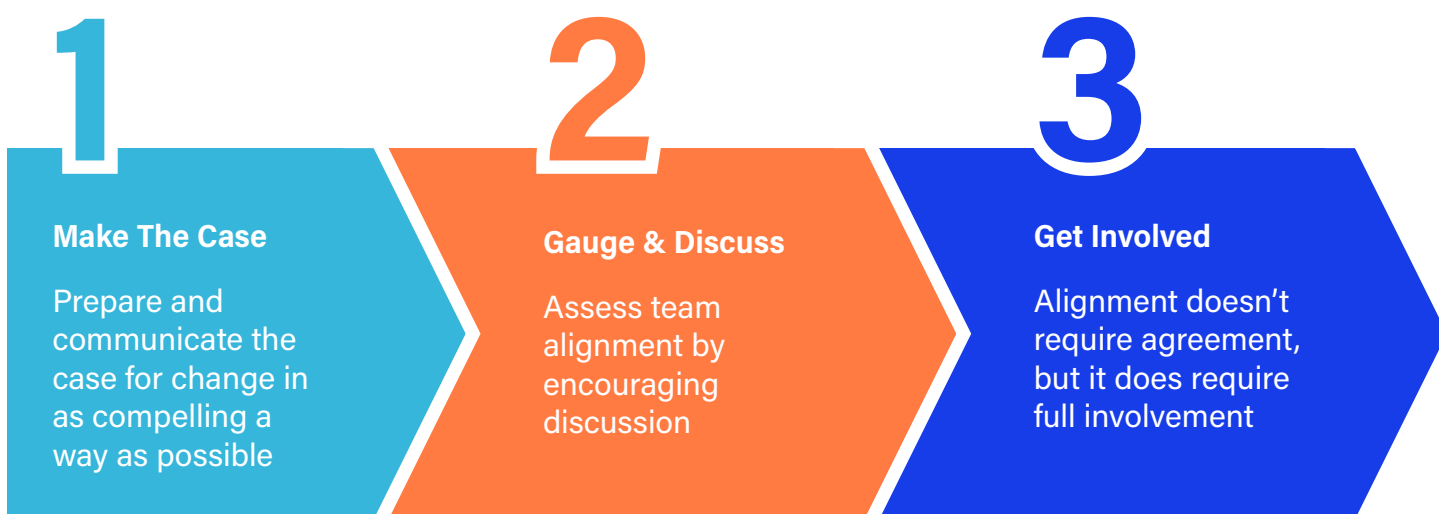 1
Make The Case
Prepare and
communicate the
case for change in
as compelling a
way as possible
2
Gauge & Discuss
Assess team
alignment by
encouraging
discussion
3
Get Involved
Alignment doesn't
require agreement,
but it does require
full involvement